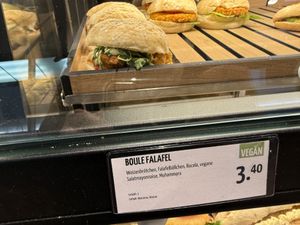 BOULE FALAFEL
VEGAN
Weizenbrötchen, Falafelbällchen, Rucola, vegane
Salatmayonnaise, Muhammara
3.40